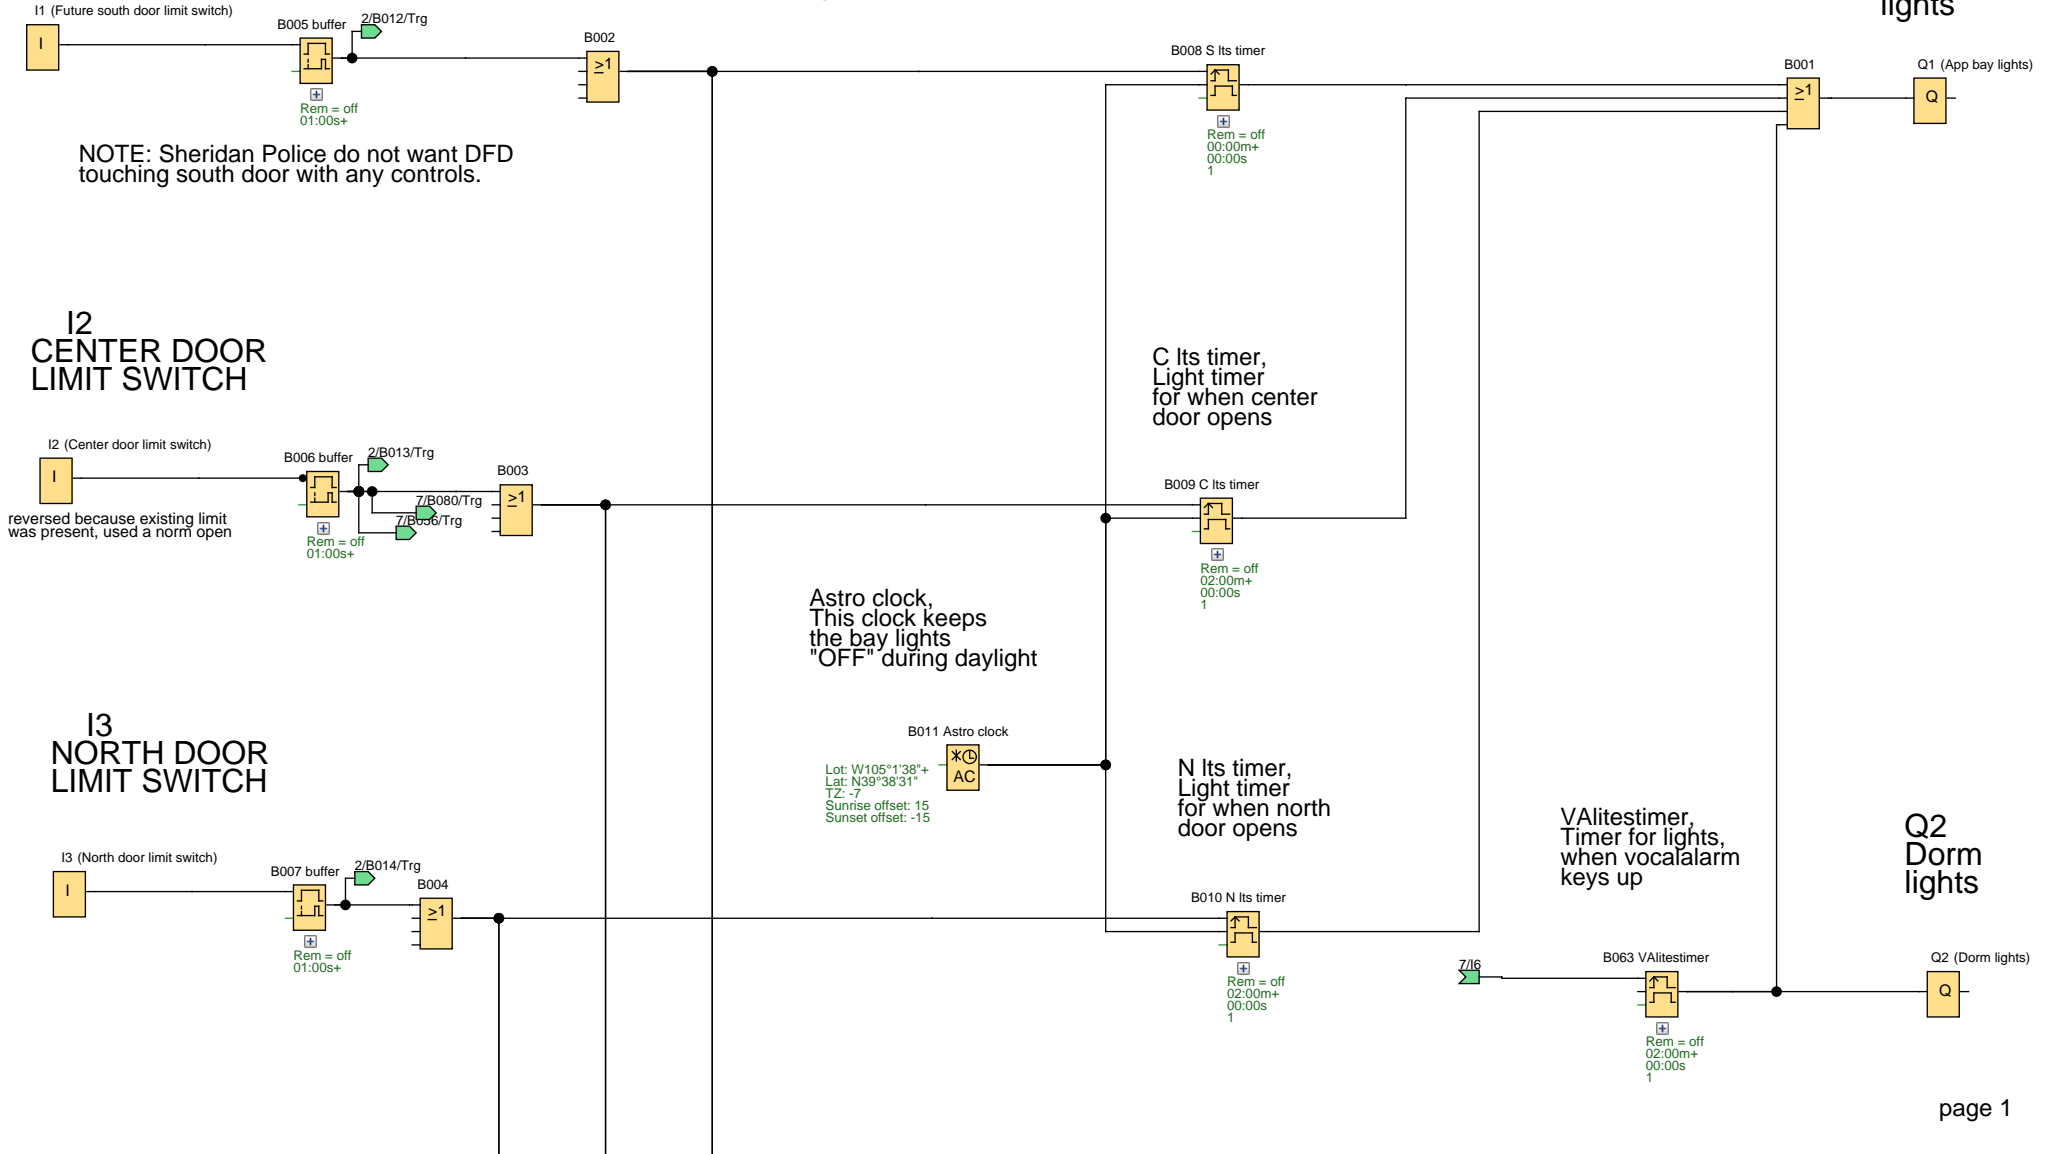 lights
I1 (Future south door limit switch)
B005 buffer
2/B012/Trg
B002
B008 S lts timer
B001
Q1 (App bay lights)
I
≥1
≥1
Q
Rem = off
01:00s+
Rem = off
00:00m+
00:00s
1
NOTE: Sheridan Police do not want DFD
touching south door with any controls.
I2
CENTER DOOR
LIMIT SWITCH
C lts timer,
Light timer
for when center
door opens
I2 (Center door limit switch)
B006 buffer
2/B013/Trg
B003
B009 C lts timer
I
≥1
7/B080/Trg
7/B056/Trg
reversed because existing limit
was present, used a norm open
Rem = off
01:00s+
Rem = off
02:00m+
00:00s
1
Astro clock,
This clock keeps
the bay lights
"OFF" during daylight
I3
NORTH DOOR
LIMIT SWITCH
B011 Astro clock
AC
Lot: W105°1'38"+
Lat: N39°38'31"
TZ: -7
Sunrise offset: 15
Sunset offset: -15
N lts timer,
Light timer
for when north
door opens
VAlitestimer,
Timer for lights,
when vocalalarm
keys up
Q2
Dorm
lights
I3 (North door limit switch)
B007 buffer
2/B014/Trg
B004
B010 N lts timer
I
≥1
Rem = off
01:00s+
Rem = off
02:00m+
00:00s
1
7/I6
B063 VAlitestimer
Q2 (Dorm lights)
Q
Rem = off
02:00m+
00:00s
1
page 1